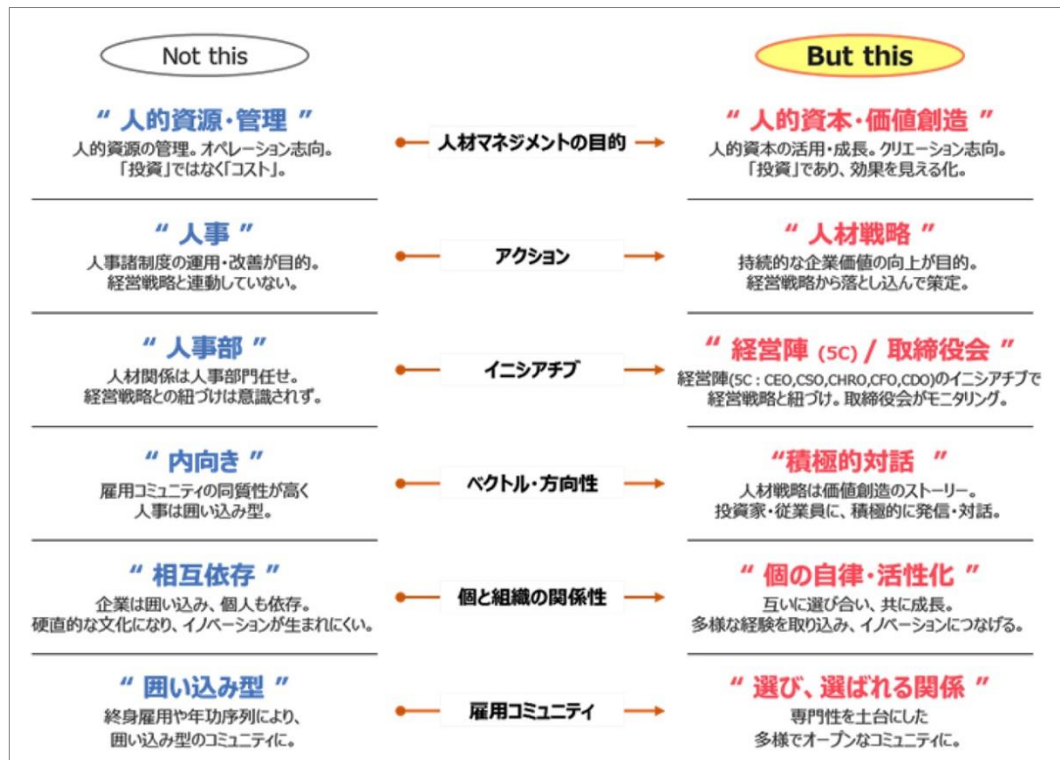 Not this
But this
“ 人的資源・管理 ”
人的資源の管理。オペレーション志向。
「投資」ではなく「コスト」。
人材マネジメントの目的
“ 人的資本・価値創造 ”
人的資本の活用・成長。クリエーション志向。
「投資」であり、効果を見える化。
“ 人事 ”
人事諸制度の運用・改善が目的。
経営戦略と連動していない。
アクション
“ 人材戦略 ”
持続的な企業価値の向上が目的。
経営戦略から落とし込んで策定。
“ 人事部 ”
人材関係は人事部門任せ。
経営戦略との紐づけは意識されず。
イニシアチブ
“ 経営陣 (5C) / 取締役会 ”
経営陣(5C : CEO,CSO,CHRO,CFO,CDO)のイニシアチブで
経営戦略と紐づけ。取締役会がモニタリング。
“ 内向き ”
雇用コミュニティの同質性が高く
人事は囲い込み型。
ベクトル・方向性
“積極的対話 ”
人材戦略は価値創造のストーリー。
投資家・従業員に、積極的に発信・対話。
“ 相互依存 ”
企業は囲い込み、個人も依存。
硬直的な文化になり、イノベーションが生まれにくい。
個と組織の関係性
“ 個の自律・活性化 ”
互いに選び合い、共に成長。
多様な経験を取り込み、イノベーションにつなげる。
“ 囲い込み型 ”
終身雇用や年功序列により、
囲い込み型のコミュニティに。
雇用コミュニティ
“ 選び、選ばれる関係 ”
専門性を土台にした
多様でオープンなコミュニティに。